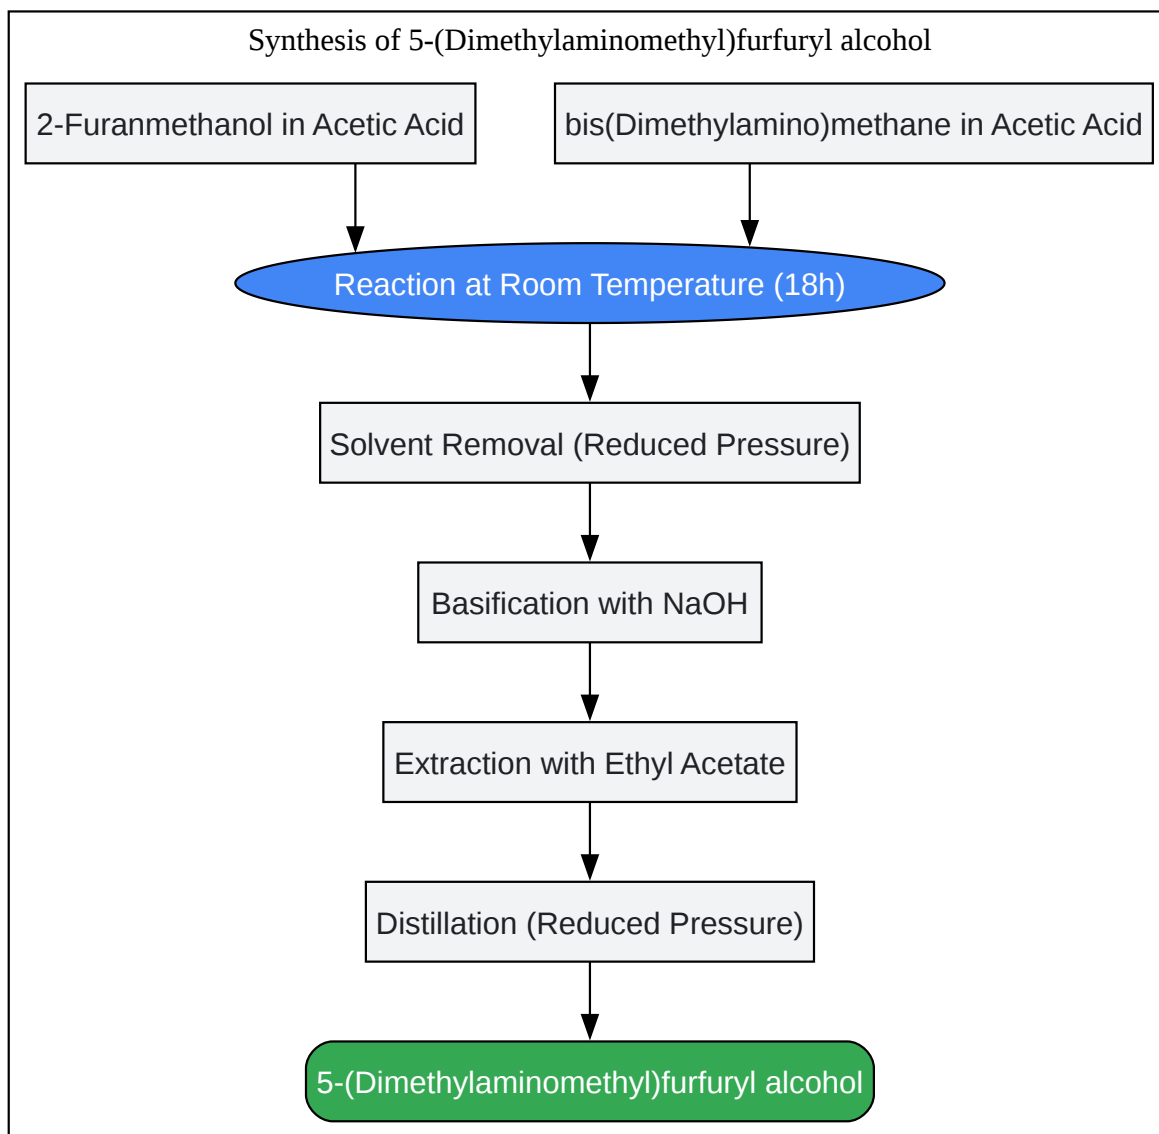 Synthesis of 5-(Dimethylaminomethyl)furfuryl alcohol
2-Furanmethanol in Acetic Acid
bis(Dimethylamino)methane in Acetic Acid
Reaction at Room Temperature (18h)
Solvent Removal (Reduced Pressure)
Basification with NaOH
Extraction with Ethyl Acetate
Distillation (Reduced Pressure)
5-(Dimethylaminomethyl)furfuryl alcohol